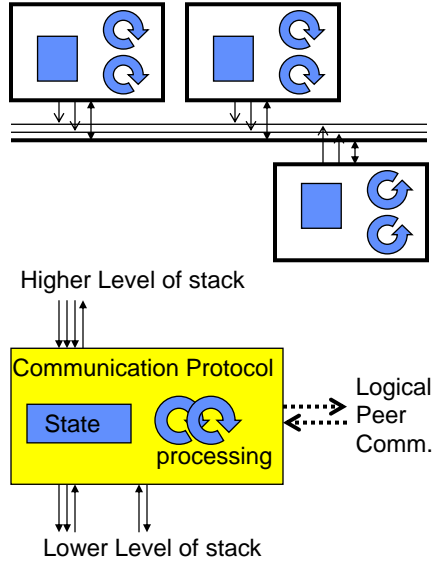 Higher Level of stack
Communication Protocol
State
processing
Logical
Peer
Comm.
Lower Level of stack